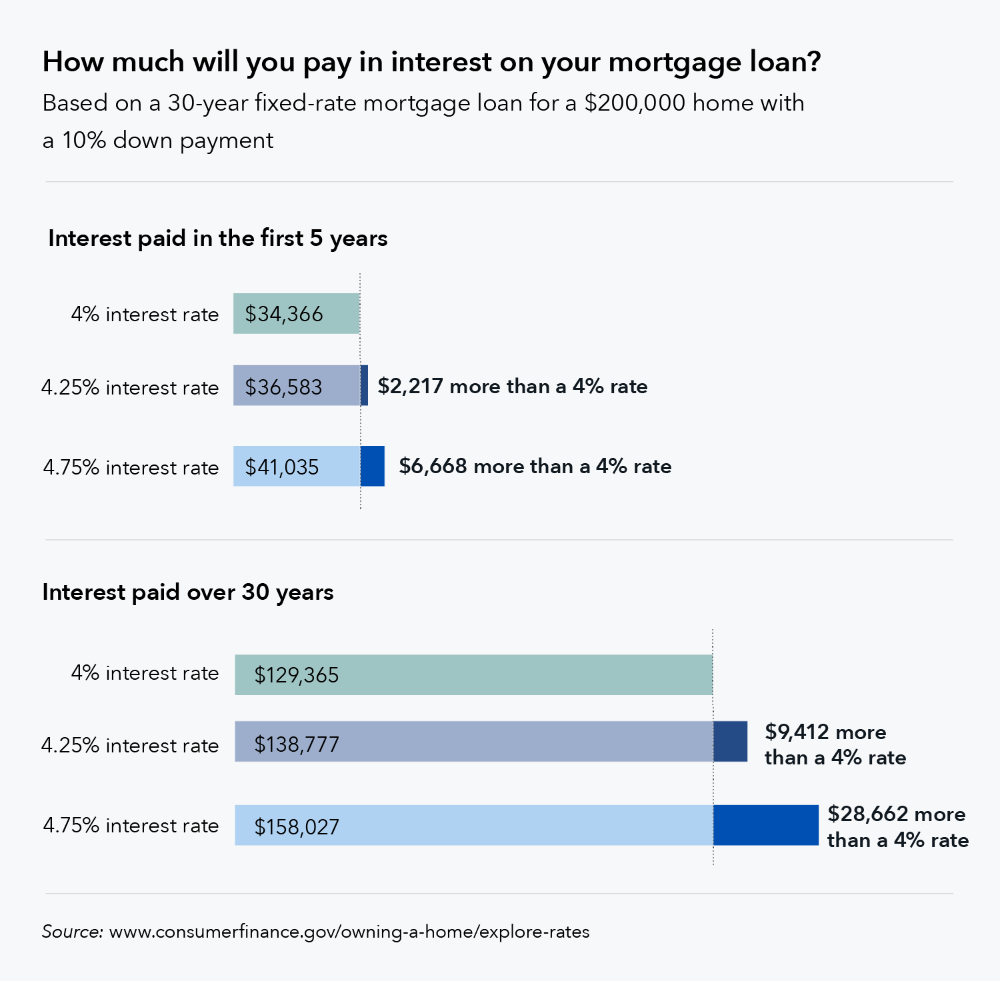 How much will you pay in interest on your mortgage loan?
Based on a 30-year fixed-rate mortgage loan for a $200,000 home with
a 10% down payment
Interest paid in the first 5 years
4% interest rate $34,366
4.25% interest rate $36,583 $2,217 more than a 4% rate
4.75% interest rate $41,035 $6,668 more than a 4% rate
Interest paid over 30 years
4% interest rate $129,365
4.25% interest rate $138,777 $9,412 more
than a 4% rate
4.75% interest rate $158,027 $28,662 more
than a 4% rate
Source: www.consumerfinance.gov/owning-a-home/explore-rates